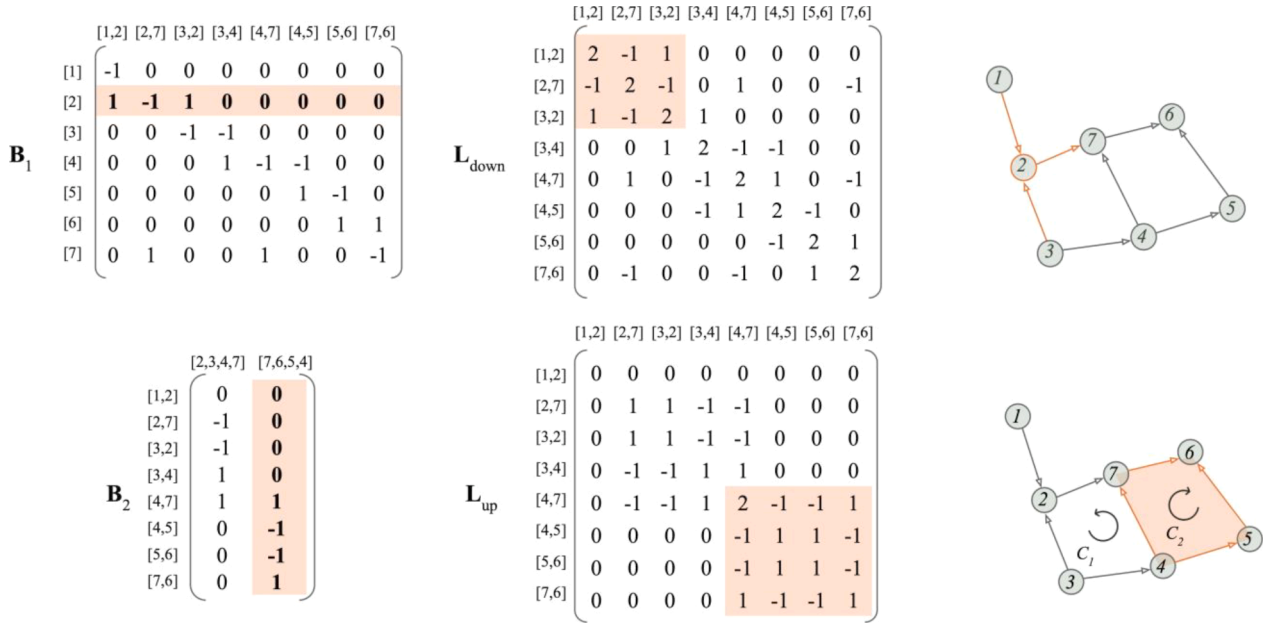 [1,2] [2,7] [3,2] [3,4] [4,7] [4,5] [5,6] [7,6]
[1] -1 0 0 0 0 0 0 0
[2] 1 -1 1 0 0 0 0 0
[3] 0 0 -1 -1 0 0 0 0
[4] 0 0 0 1 -1 -1 0 0
[5] 0 0 0 0 0 1 -1 0
[6] 0 0 0 0 0 0 1 1
[7] 0 1 0 0 1 0 0 -1
B1
[1,2] [2,7] [3,2] [3,4] [4,7] [4,5] [5,6] [7,6]
[1,2] 2 -1 1 0 0 0 0 0
[2,7] -1 2 -1 0 1 0 0 -1
[3,2] 1 -1 2 1 0 0 0 0
[3,4] 0 0 1 2 -1 -1 0 0
[4,7] 0 1 0 -1 2 1 0 -1
[4,5] 0 0 0 -1 1 2 -1 0
[5,6] 0 0 0 0 0 -1 2 1
[7,6] 0 -1 0 0 -1 0 1 2
Ldown
1
6
7
2
5
4
3
[2,3,4,7] [7,6,5,4]
[1,2] 0 0
[2,7] -1 0
[3,2] -1 0
[3,4] 1 0
[4,7] 1 1
[4,5] 0 -1
[5,6] 0 -1
[7,6] 0 1
B2
[1,2] [2,7] [3,2] [3,4] [4,7] [4,5] [5,6] [7,6]
[1,2] 0 0 0 0 0 0 0 0
[2,7] 0 1 1 -1 -1 0 0 0
[3,2] 0 1 1 -1 -1 0 0 0
[3,4] 0 -1 -1 1 1 0 0 0
[4,7] 0 -1 -1 1 2 -1 -1 1
[4,5] 0 0 0 0 -1 1 1 -1
[5,6] 0 0 0 0 -1 1 1 -1
[7,6] 0 0 0 0 1 -1 -1 1
Lup
1
6
7
2
C2
5
C1
4
3